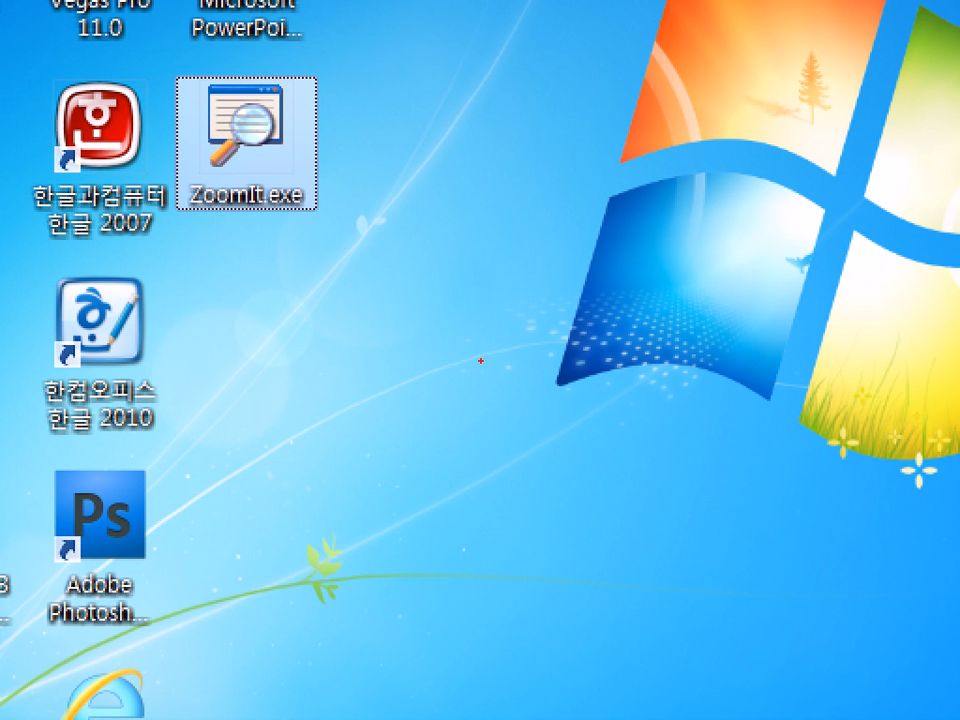 Vegas Pro
11.0
Microsoft
PowerPoi...
한글과컴퓨터
한글 2007
ZoomIt.exe
한컴오피스
한글 2010
Ps
Adobe
Photosh...